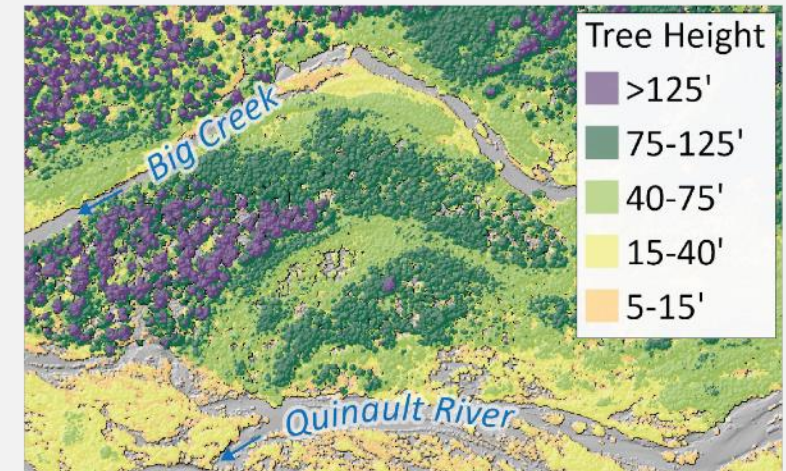 Tree Height
>125'
75-125'
40-75'
15-40'
5-15'
Big Creek
Quinault River